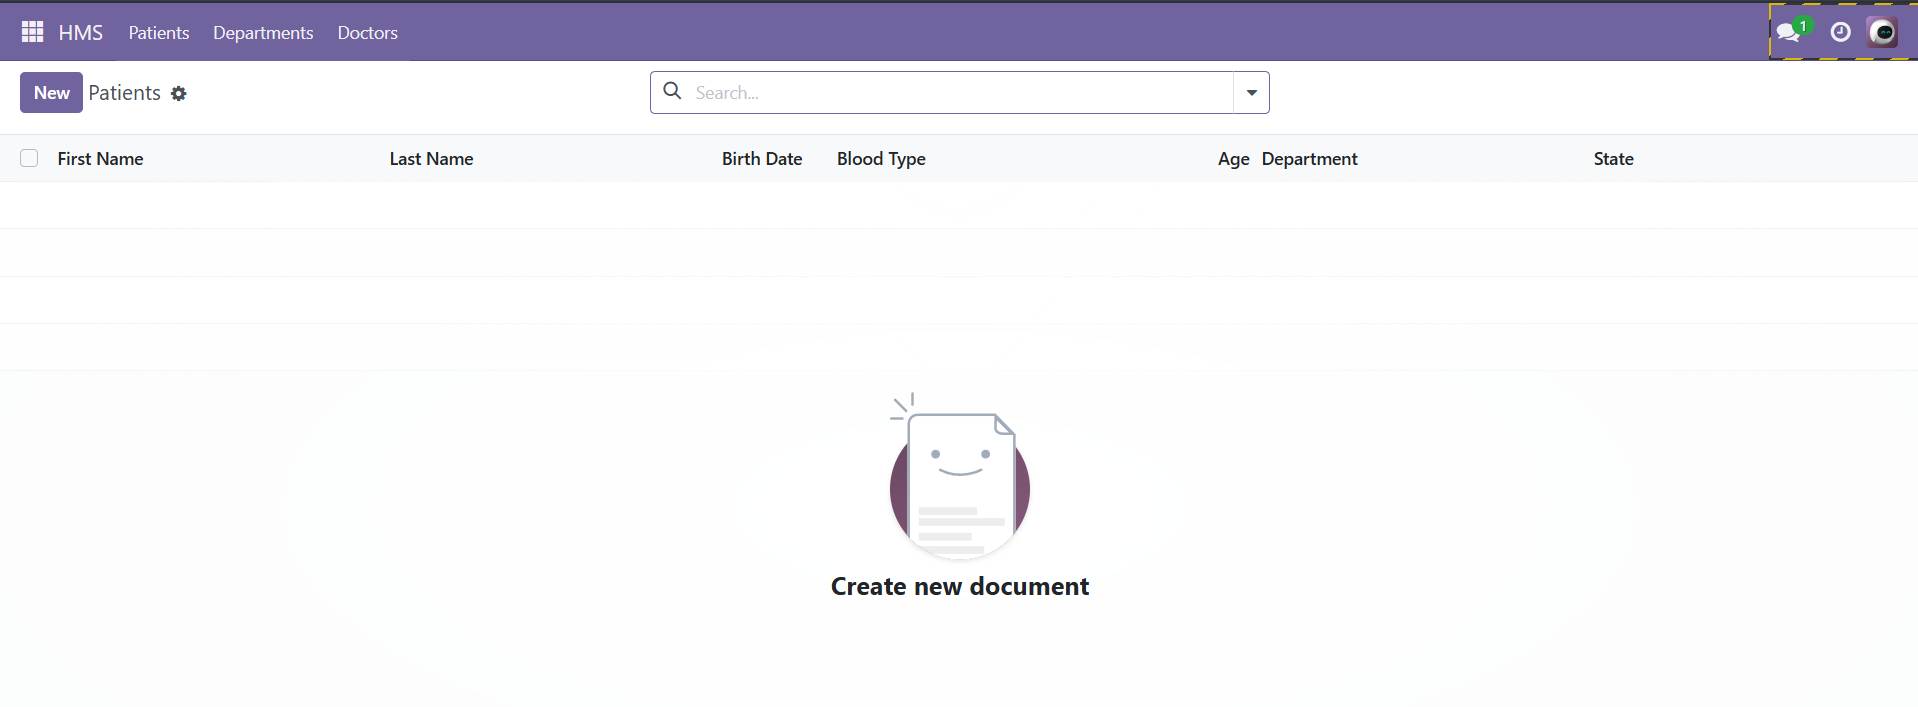 HMS Patients Departments Doctors 1
New Patients Search...
First Name Last Name Birth Date Blood Type Age Department State
Create new document